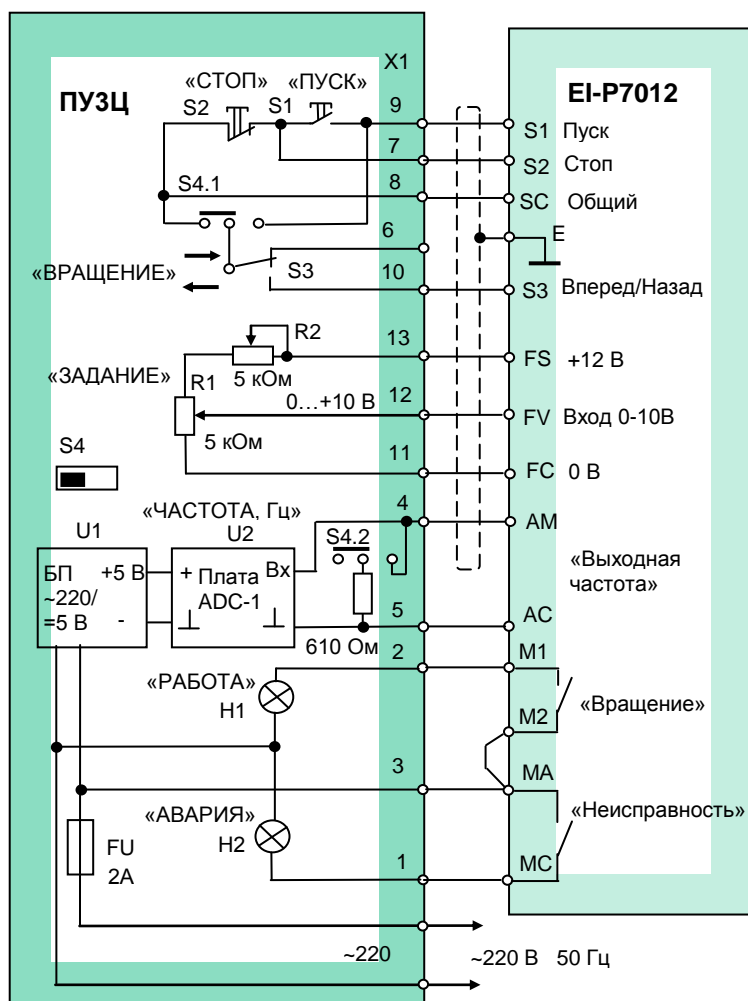 X1
«СТОП» «ПУСК»
ПУЗЦ
EI-P7012
S2 S1 9
S1 Пуск
7
S2 Стоп
S4.1 8
SC Общий
6
E
«ВРАЩЕНИЕ» S3
10
S3 Вперед/Назад
R2 13
FS +12 В
«ЗАДАНИЕ» 5 кОм
R1 0…+10 В 12
FV Вход 0-10В
5 кОм
S4 11
FC 0 В
«ЧАСТОТА, Гц» 4
AM
U1 U2 S4.2
БП +5 В + Плата Вх
~220/ ADC-1
=5 В - ⊥ ⊥
«Выходная
частота»
610 Ом 5
AC
2
M1
«РАБОТА»
H1
M2 «Вращение»
3
MA
«АВАРИЯ»
H2
«Неисправность»
FU
2А
1
MC
~220 ~220 В 50 Гц